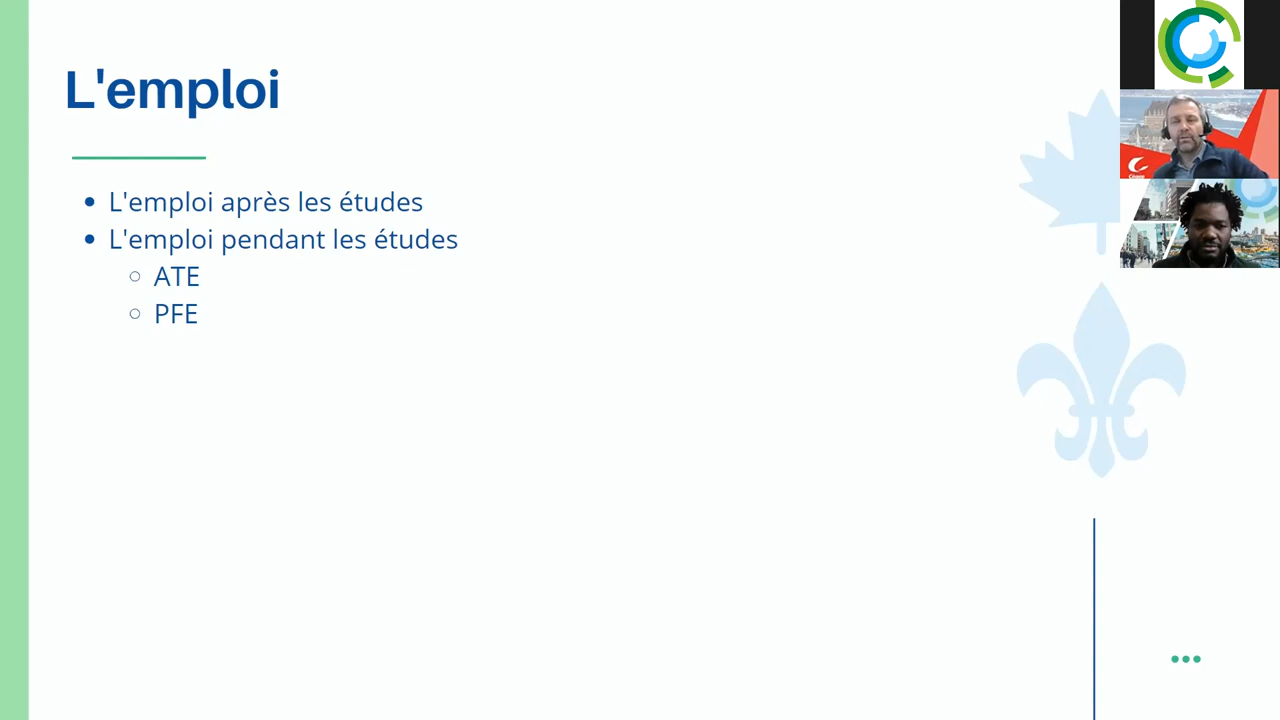 L'emploi
L'emploi après les études
L'emploi pendant les études
ATE
PFE